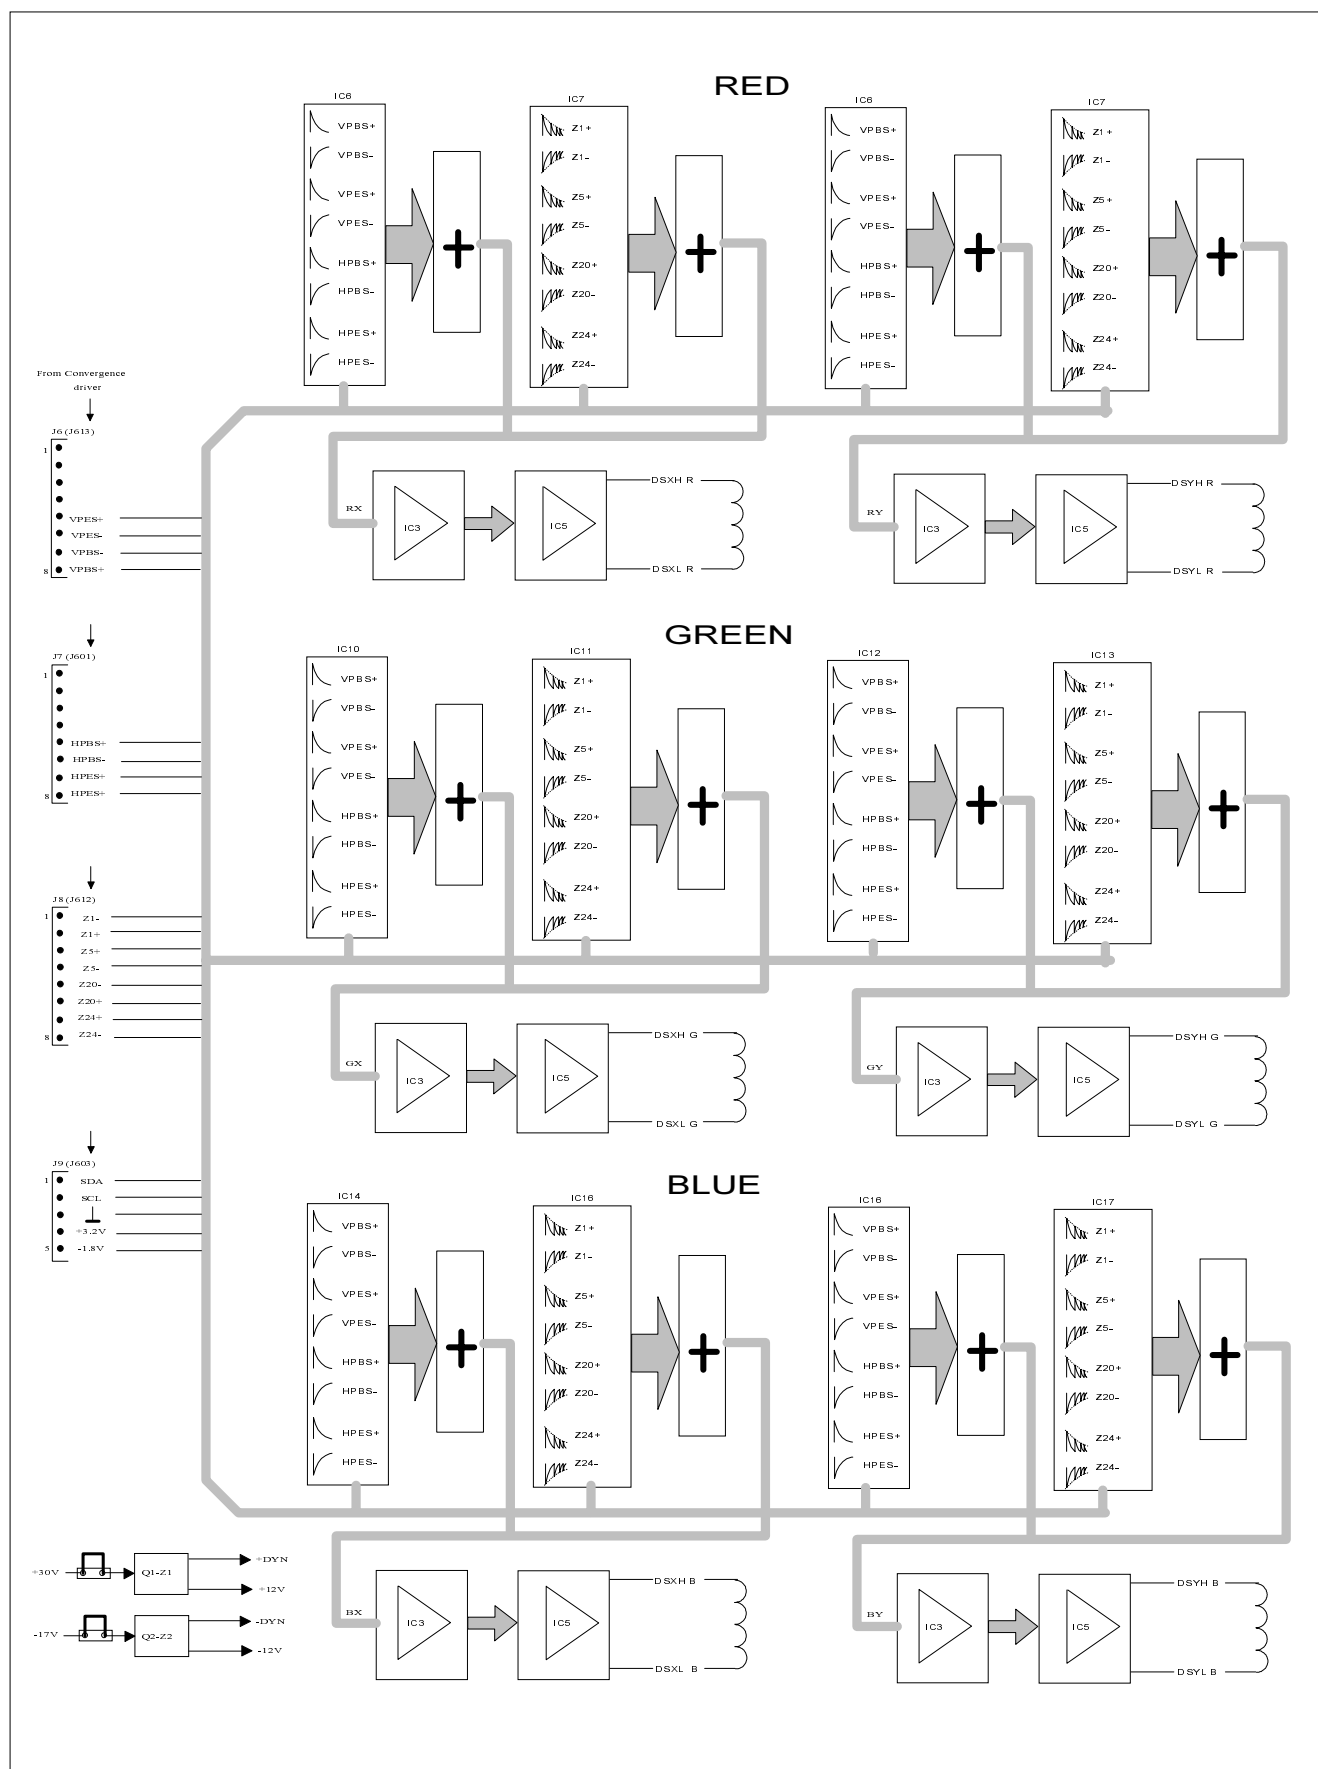 RED
IC6
VPBS+
VPBS-
VPES+
VPES-
HPBS+
HPBS-
HPES+
HPES-
IC7
Z1+
Z1-
Z5+
Z5-
Z20+
Z20-
Z24+
Z24-
IC6
VPBS+
VPBS-
VPES+
VPES-
HPBS+
HPBS-
HPES+
HPES-
IC7
Z1+
Z1-
Z5+
Z5-
Z20+
Z20-
Z24+
Z24-
+
+
+
+
From Convergence
driver
J6 (J613)
1
VPES+
VPES-
VPBS-
8 VPBS+
RX
IC3
IC5
DSXH R
DSXL R
RY
IC3
IC5
DSYH R
DSYL R
GREEN
J7 (J601)
1
HPBS+
HPBS-
HPES+
8 HPES+
IC10
VPBS+
VPBS-
VPES+
VPES-
HPBS+
HPBS-
HPES+
HPES-
IC11
Z1+
Z1-
Z5+
Z5-
Z20+
Z20-
Z24+
Z24-
IC12
VPBS+
VPBS-
VPES+
VPES-
HPBS+
HPBS-
HPES+
HPES-
IC13
Z1+
Z1-
Z5+
Z5-
Z20+
Z20-
Z24+
Z24-
+
+
+
+
J8 (J612)
1 Z1-
Z1+
Z5+
Z5-
Z20-
Z20+
Z24+
8 Z24-
GX
IC3
IC5
DSXH G
DSXL G
GY
IC3
IC5
DSYH G
DSYL G
BLUE
J9 (J603)
1 SDA
SCL
+3.2V
5 -1.8V
IC14
VPBS+
VPBS-
VPES+
VPES-
HPBS+
HPBS-
HPES+
HPES-
IC16
Z1+
Z1-
Z5+
Z5-
Z20+
Z20-
Z24+
Z24-
IC16
VPBS+
VPBS-
VPES+
VPES-
HPBS+
HPBS-
HPES+
HPES-
IC17
Z1+
Z1-
Z5+
Z5-
Z20+
Z20-
Z24+
Z24-
+
+
+
+
+30V
Q1-Z1
+DYN
+12V
-17V
Q2-Z2
-DYN
-12V
BX
IC3
IC5
DSXH B
DSXL B
BY
IC3
IC5
DSYH B
DSYL B